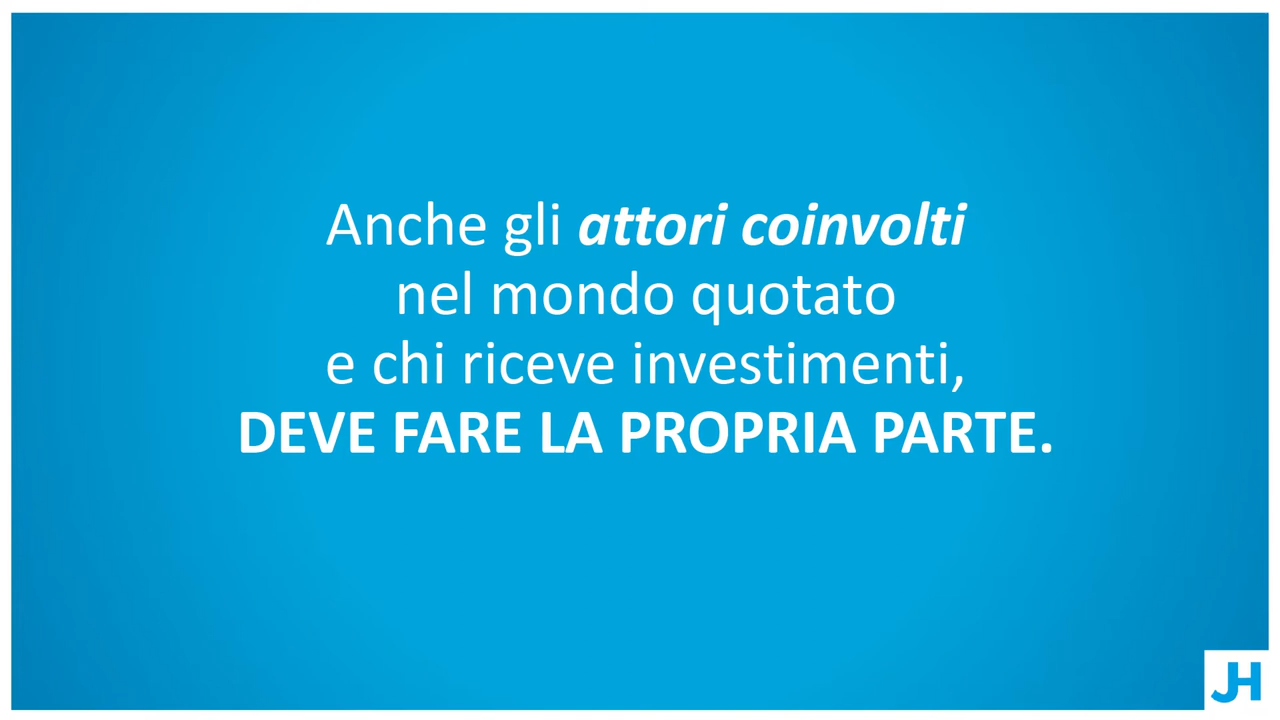 Anche gli attori coinvolti
nel mondo quotato
e chi riceve investimenti,
DEVE FARE LA PROPRIA PARTE.
JH